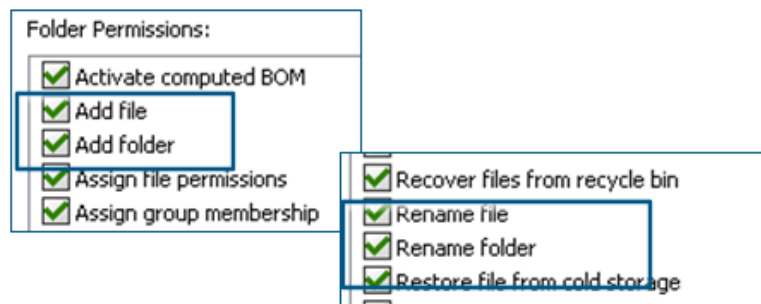 Folder Permissions:
Activate computed BOM
Add file
Add folder
Assign file permissions
Assign group membership
Recover files from recycle bin
Rename file
Rename folder
Restore file from cold storage